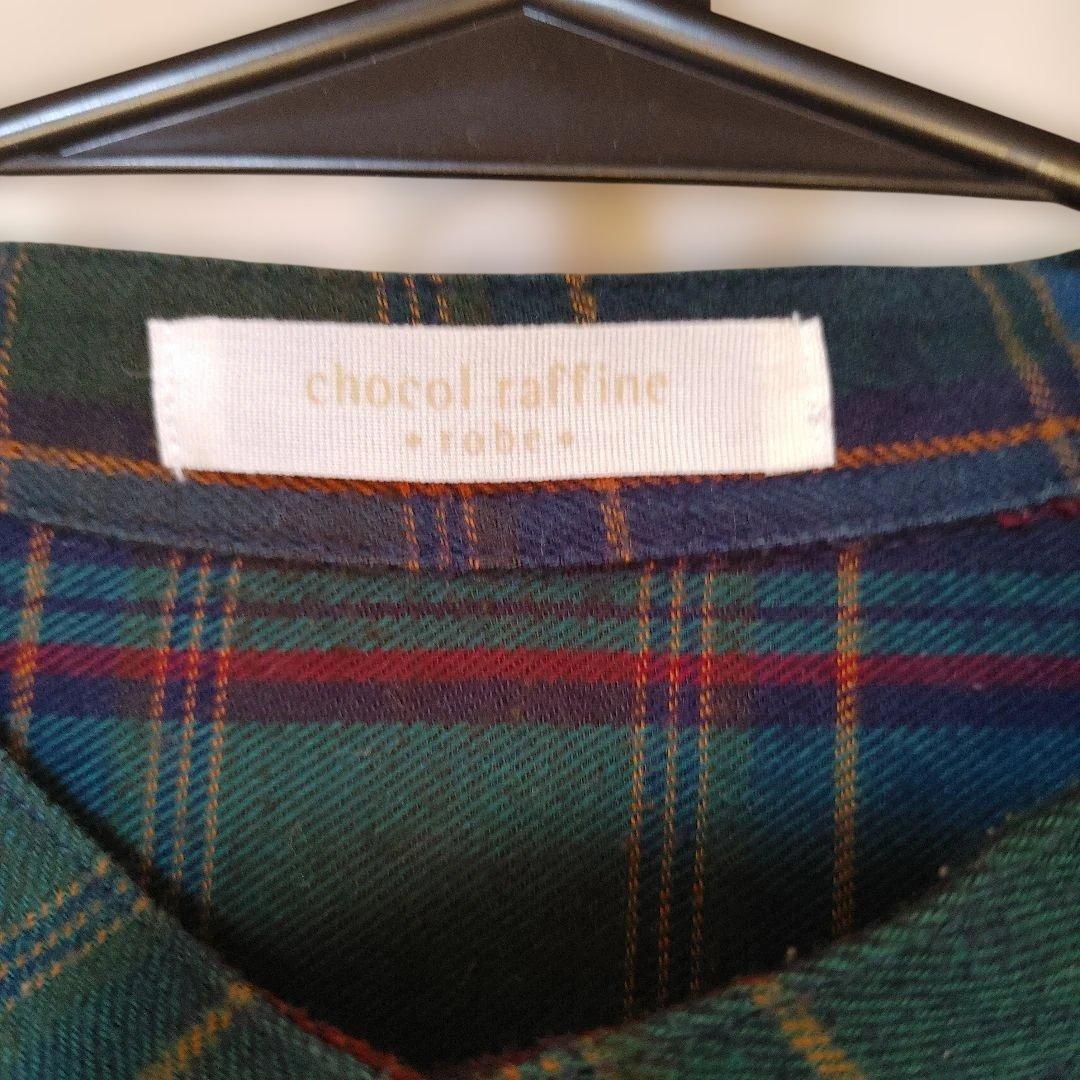 chocol raffine
• robe •